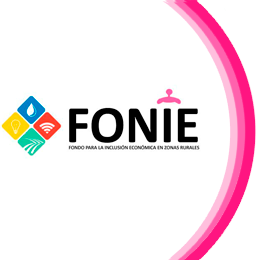 FONIE
FONDO PARA LA INCLUSIÓN ECONÓMICA EN ZONAS RURALES